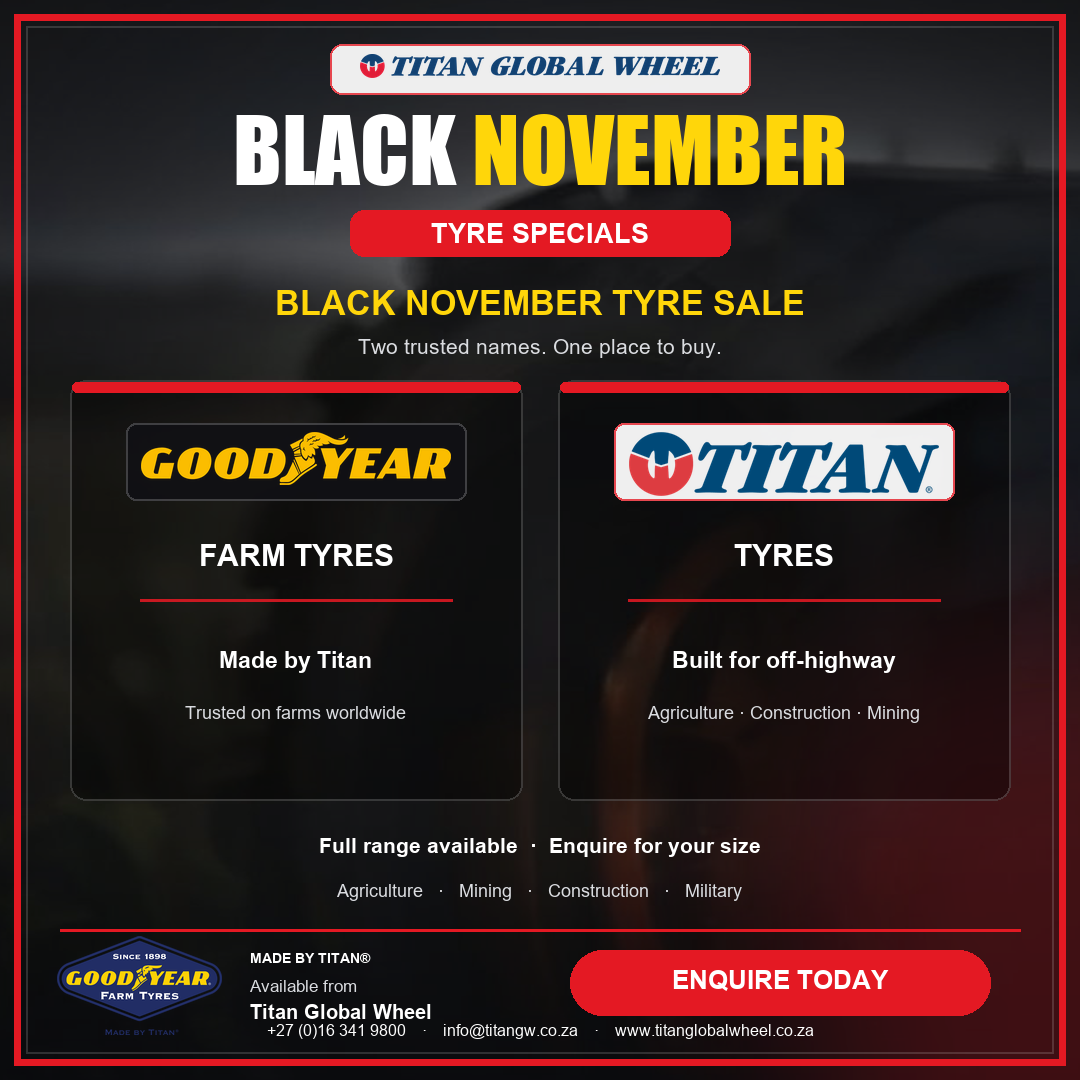 TITAN GLOBAL WHEEL
BLACK NOVEMBER
TYRE SPECIALS
BLACK NOVEMBER TYRE SALE
Two trusted names. One place to buy.
GOODYEAR
FARM TYRES
Made by Titan
Trusted on farms worldwide
TITAN®
TYRES
Built for off-highway
Agriculture · Construction · Mining
Full range available · Enquire for your size
Agriculture · Mining · Construction · Military
SINCE 1898
GOODYEAR
FARM TYRES
MADE BY TITAN®
MADE BY TITAN®
Available from
Titan Global Wheel
ENQUIRE TODAY
+27 (0)16 341 9800 · info@titangw.co.za · www.titanglobalwheel.co.za